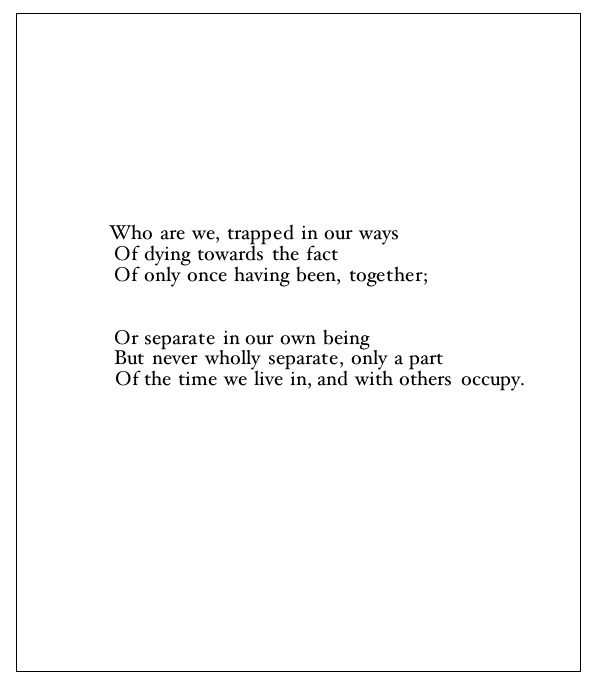 Who are we, trapped in our ways
Of dying towards the fact
Of only once having been, together;
Or separate in our own being
But never wholly separate, only a part
Of the time we live in, and with others occupy.